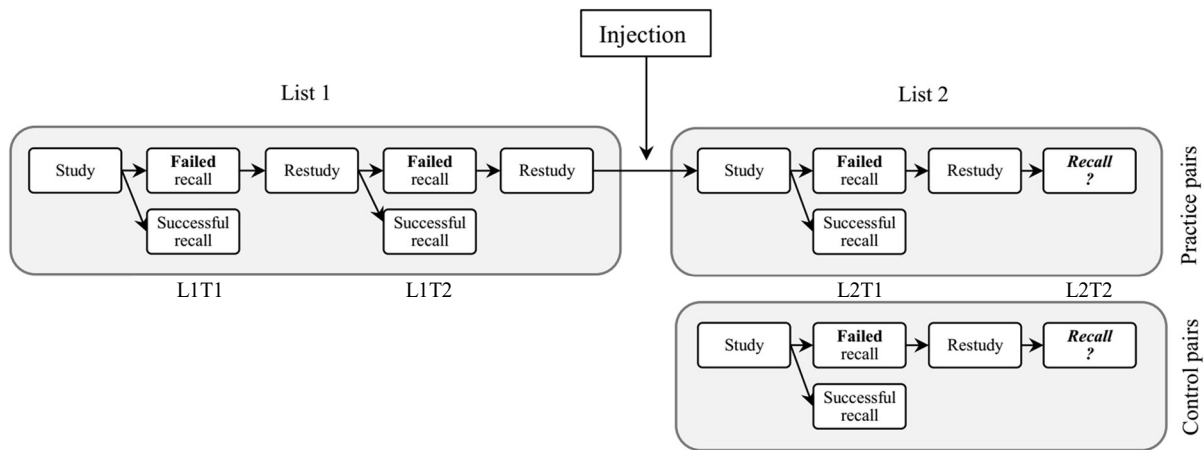 Injection
List 1
List 2
Study
Failed
recall
Restudy
Failed
recall
Restudy
Successful
recall
Successful
recall
L1T1
L1T2
Study
Failed
recall
Restudy
Recall
?
Successful
recall
Practice pairs
L2T1
L2T2
Study
Failed
recall
Restudy
Recall
?
Successful
recall
Control pairs